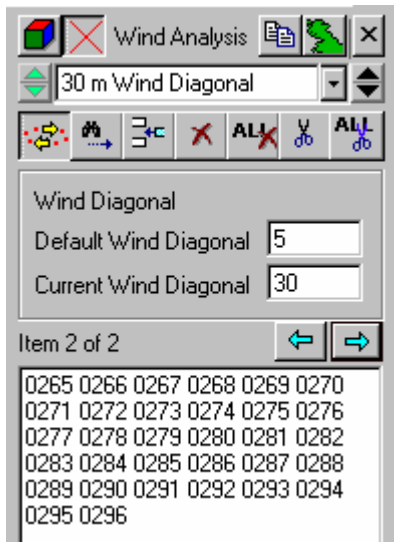 Wind Analysis
30 m Wind Diagonal
ALL ALL
Wind Diagonal
Default Wind Diagonal 5
Current Wind Diagonal 30
Item 2 of 2
0265 0266 0267 0268 0269 0270
0271 0272 0273 0274 0275 0276
0277 0278 0279 0280 0281 0282
0283 0284 0285 0286 0287 0288
0289 0290 0291 0292 0293 0294
0295 0296